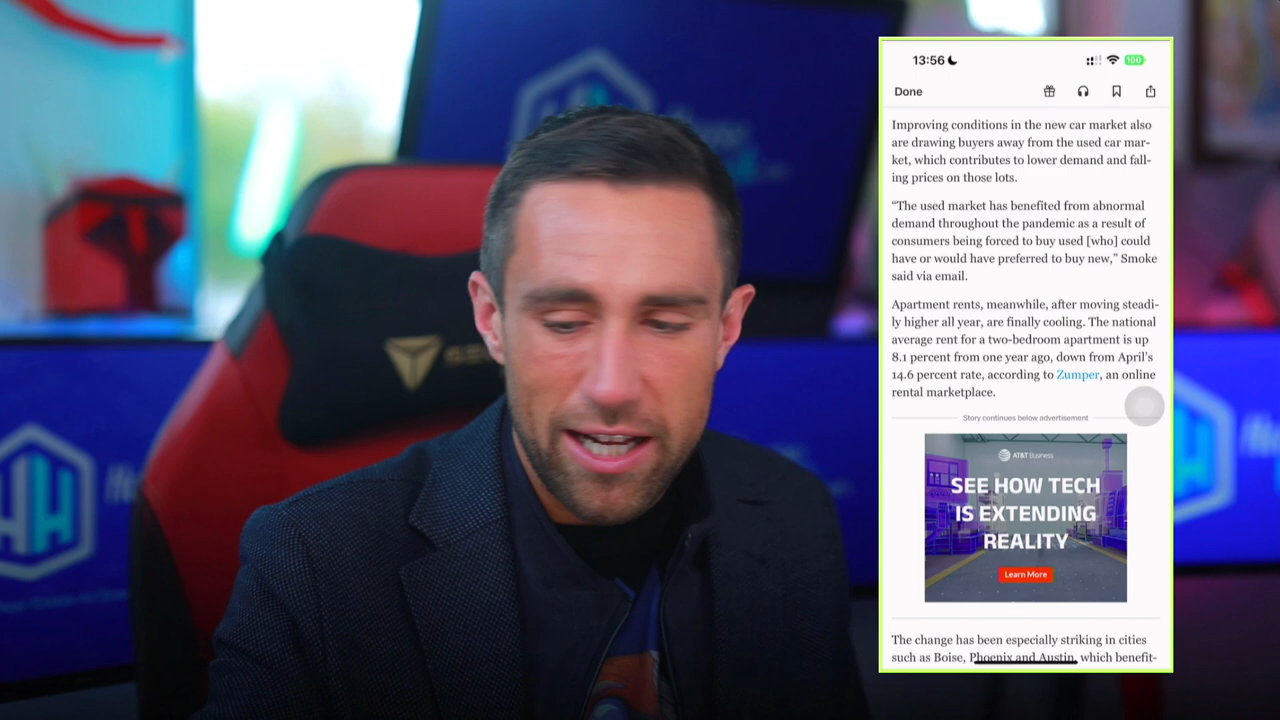 13:56
100
Done
Improving conditions in the new car market also
are drawing buyers away from the used car mar-
ket, which contributes to lower demand and fall-
ing prices on those lots.
“The used market has benefited from abnormal
demand throughout the pandemic as a result of
consumers being forced to buy used [who] could
have or would have preferred to buy new,” Smoke
said via email.
Apartment rents, meanwhile, after moving steadi-
ly higher all year, are finally cooling. The national
average rent for a two-bedroom apartment is up
8.1 percent from one year ago, down from April’s
14.6 percent rate, according to Zumper, an online
rental marketplace.
Story continues below advertisement
AT&T Business
SEE HOW TECH
IS EXTENDING
REALITY
Learn More
The change has been especially striking in cities
such as Boise, Phoenix and Austin, which benefit-